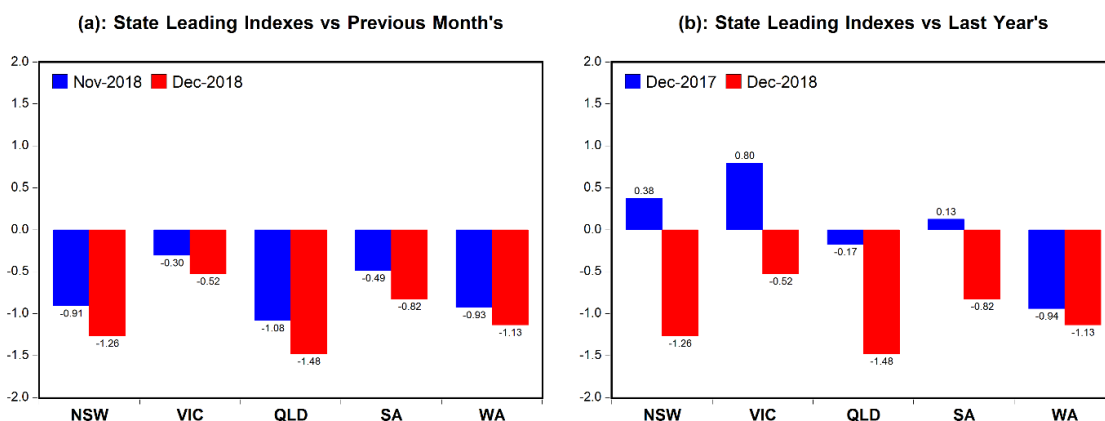 (a): State Leading Indexes vs Previous Month's
2.0
1.5
1.0
0.5
0.0
-0.5
-1.0
-1.5
-2.0
Nov-2018 Dec-2018
-0.91 -1.26 -0.30 -0.52 -1.08 -1.48 -0.49 -0.82 -0.93 -1.13
NSW VIC QLD SA WA
(b): State Leading Indexes vs Last Year's
2.0
1.5
1.0
0.5
0.0
-0.5
-1.0
-1.5
-2.0
Dec-2017 Dec-2018
0.38 -1.26 0.80 -0.52 -0.17 -1.48 0.13 -0.82 -0.94 -1.13
NSW VIC QLD SA WA